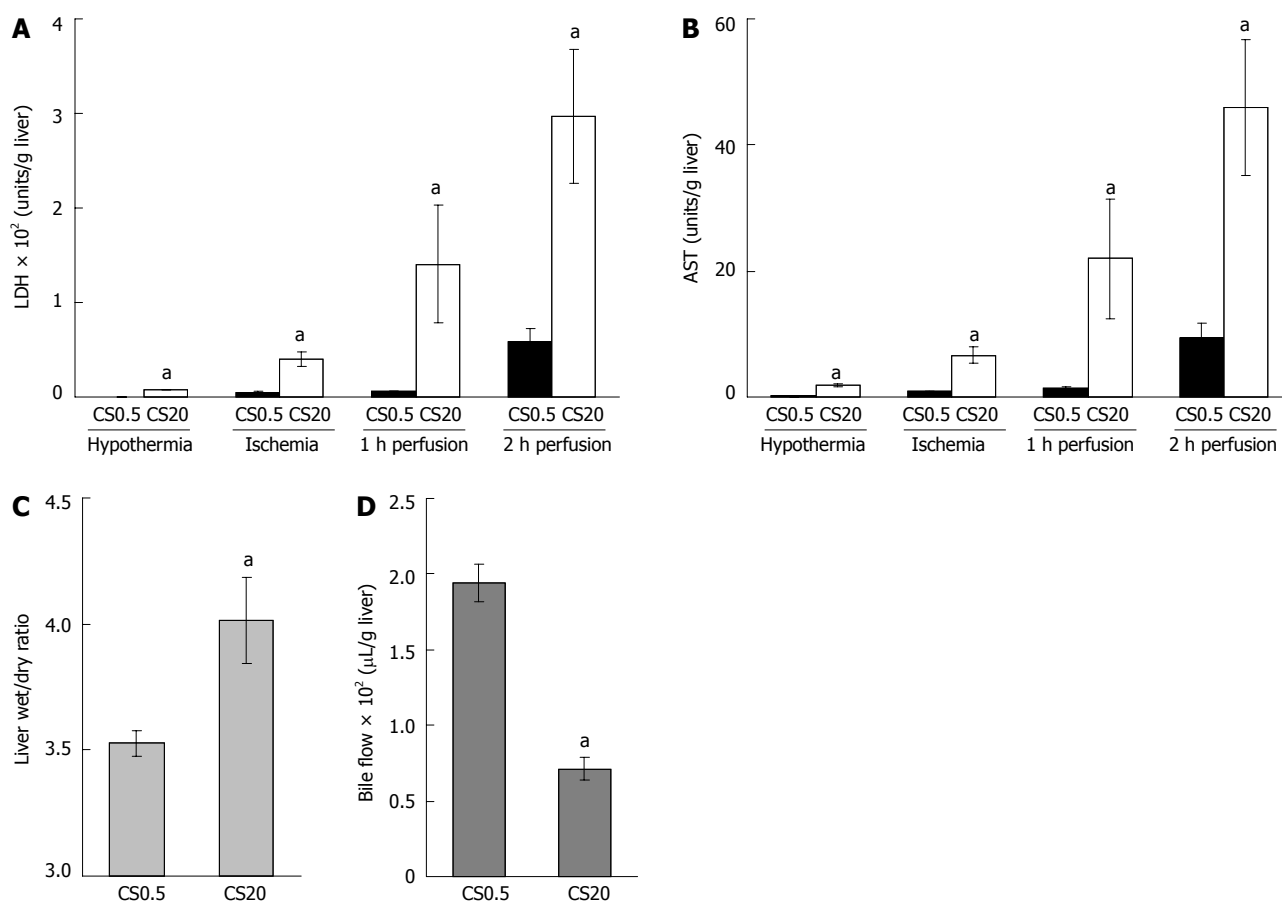 A
LDH × 10² (units/g liver)
4
3
2
1
0
a
a
a
a
CS0.5 CS20 CS0.5 CS20 CS0.5 CS20 CS0.5 CS20
Hypothermia Ischemia 1 h perfusion 2 h perfusion
B
AST (units/g liver)
60
40
20
0
a
a
a
a
CS0.5 CS20 CS0.5 CS20 CS0.5 CS20 CS0.5 CS20
Hypothermia Ischemia 1 h perfusion 2 h perfusion
C
Liver wet/dry ratio
4.5
4.0
3.5
3.0
a
CS0.5 CS20
D
Bile flow × 10² (μL/g liver)
2.5
2.0
1.5
1.0
0.5
0
a
CS0.5 CS20